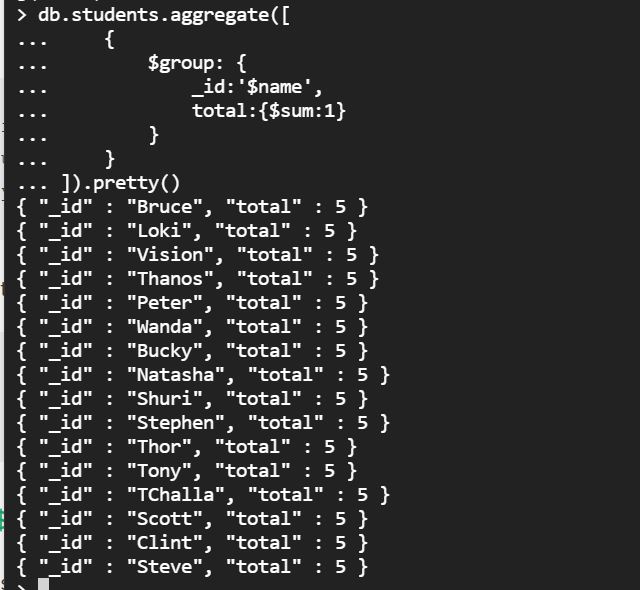 > db.students.aggregate([
...     {
...         $group: {
...             _id:'$name',
...             total:{$sum:1}
...         }
...     }
... ]).pretty()
{ "_id" : "Bruce", "total" : 5 }
{ "_id" : "Loki", "total" : 5 }
{ "_id" : "Vision", "total" : 5 }
{ "_id" : "Thanos", "total" : 5 }
{ "_id" : "Peter", "total" : 5 }
{ "_id" : "Wanda", "total" : 5 }
{ "_id" : "Bucky", "total" : 5 }
{ "_id" : "Natasha", "total" : 5 }
{ "_id" : "Shuri", "total" : 5 }
{ "_id" : "Stephen", "total" : 5 }
{ "_id" : "Thor", "total" : 5 }
{ "_id" : "Tony", "total" : 5 }
{ "_id" : "TChalla", "total" : 5 }
{ "_id" : "Scott", "total" : 5 }
{ "_id" : "Clint", "total" : 5 }
{ "_id" : "Steve", "total" : 5 }
>